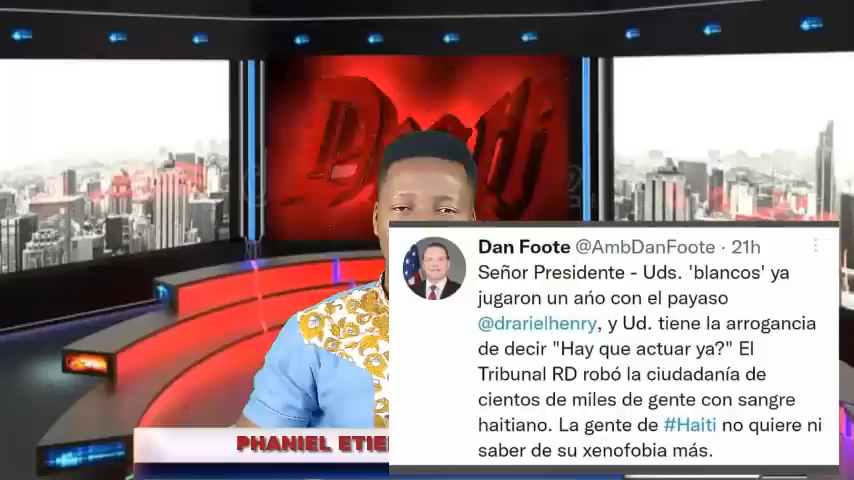 Dan Foote @AmbDanFoote · 21h
Señor Presidente - Uds. 'blancos' ya
jugaron un ańo con el payaso
@drarielhenry, y Ud. tiene la arrogancia
de decir "Hay que actuar ya?" El
Tribunal RD robó la ciudadanía de
cientos de miles de gente con sangre
haitiano. La gente de #Haiti no quiere ni
saber de su xenofobia más.
PHANIEL ETIE